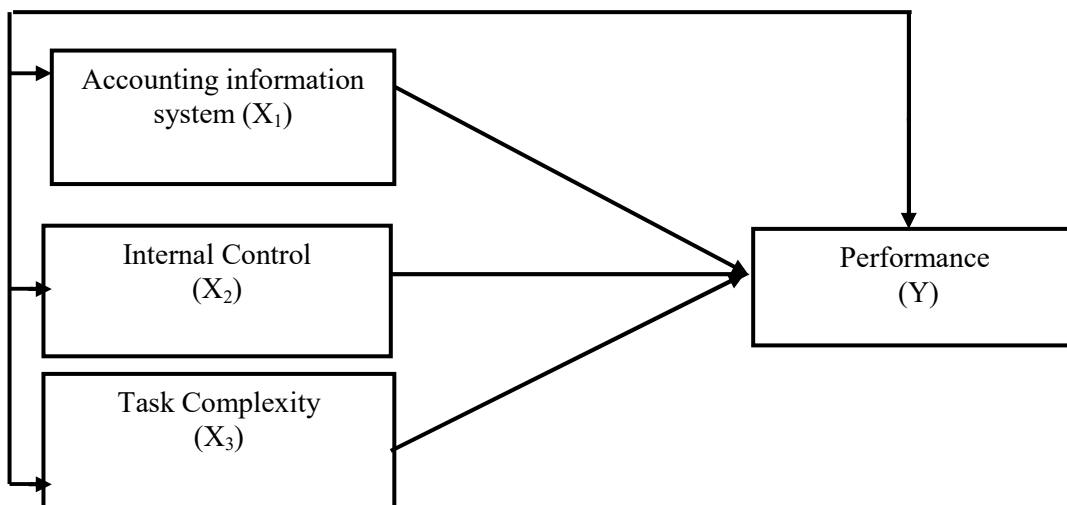 Accounting information
system (X₁)
Internal Control
(X₂)
Performance
(Y)
Task Complexity
(X₃)